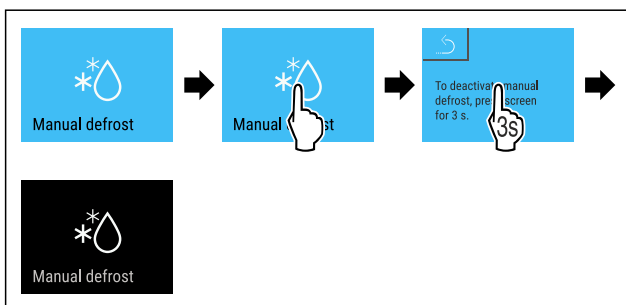 Manual defrost
Manual st
To deactivate manual
defrost, press screen
for 3 s.
3s
Manual defrost